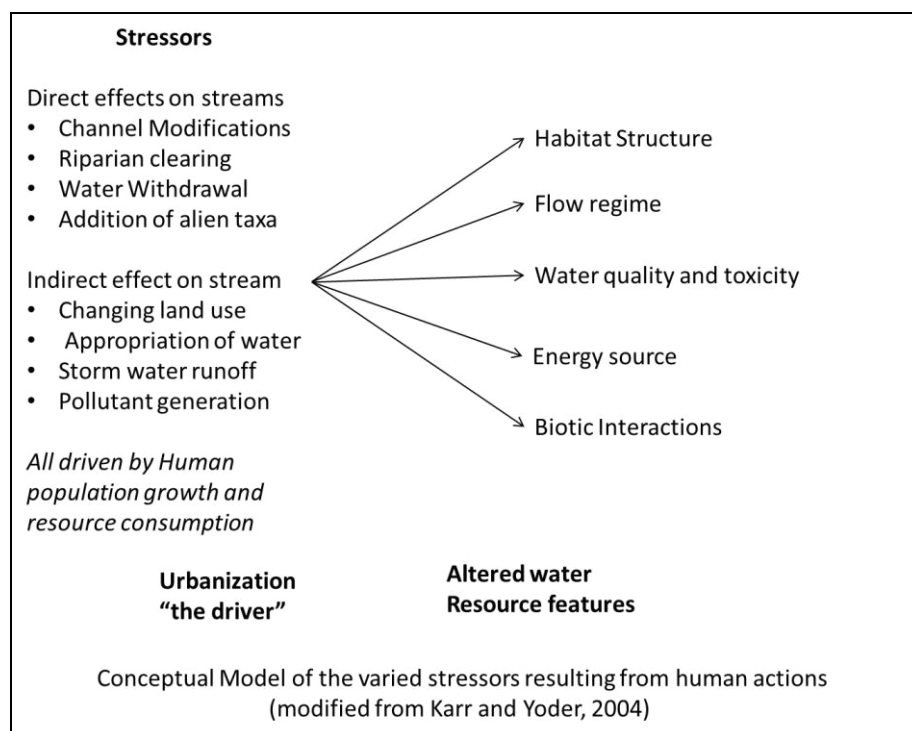 Stressors
Direct effects on streams
• Channel Modifications
• Riparian clearing
• Water Withdrawal
• Addition of alien taxa
Indirect effect on stream
• Changing land use
• Appropriation of water
• Storm water runoff
• Pollutant generation
All driven by Human
population growth and
resource consumption
Urbanization
“the driver”
Habitat Structure
Flow regime
Water quality and toxicity
Energy source
Biotic Interactions
Altered water
Resource features
Conceptual Model of the varied stressors resulting from human actions
(modified from Karr and Yoder, 2004)